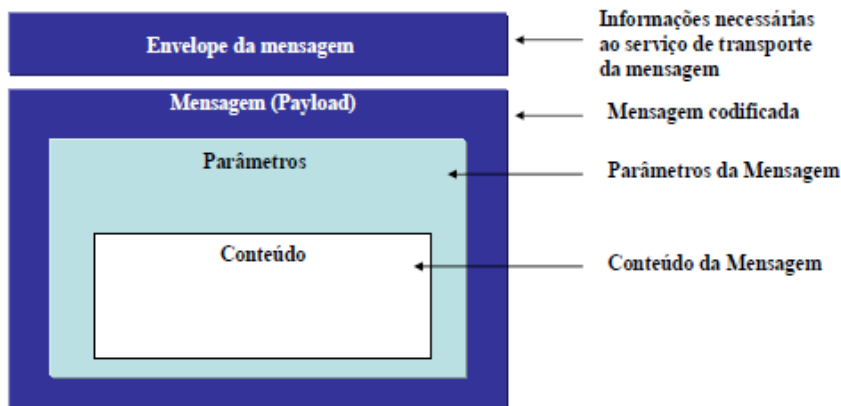 Envelope da mensagem
Informações necessárias
ao serviço de transporte
da mensagem
Mensagem (Payload)
Mensagem codificada
Parâmetros
Parâmetros da Mensagem
Conteúdo
Conteúdo da Mensagem